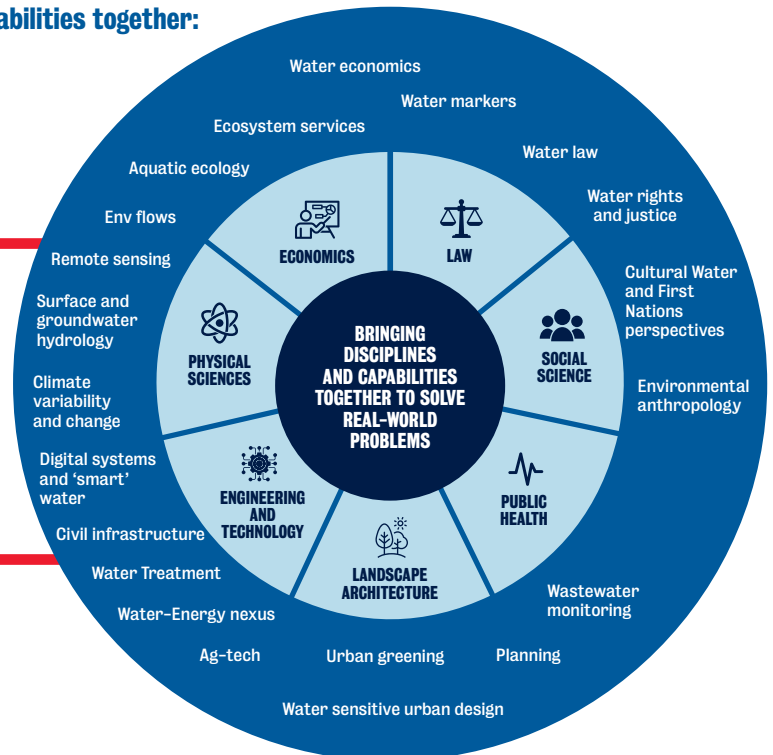 abilities together:
Water economics
Water markers
Ecosystem services
Water law
Aquatic ecology
Water rights
and justice
Env flows
Remote sensing
Cultural Water
and First
Nations
perspectives
Surface and
groundwater
hydrology
Environmental
anthropology
Climate
variability
and change
Digital systems
and ‘smart’
water
Civil infrastructure
Water Treatment
Wastewater
monitoring
Water-Energy nexus
Ag-tech
Urban greening
Planning
Water sensitive urban design
ECONOMICS
LAW
PHYSICAL
SCIENCES
SOCIAL
SCIENCE
ENGINEERING
AND
TECHNOLOGY
PUBLIC
HEALTH
LANDSCAPE
ARCHITECTURE
BRINGING
DISCIPLINES
AND CAPABILITIES
TOGETHER TO SOLVE
REAL-WORLD
PROBLEMS